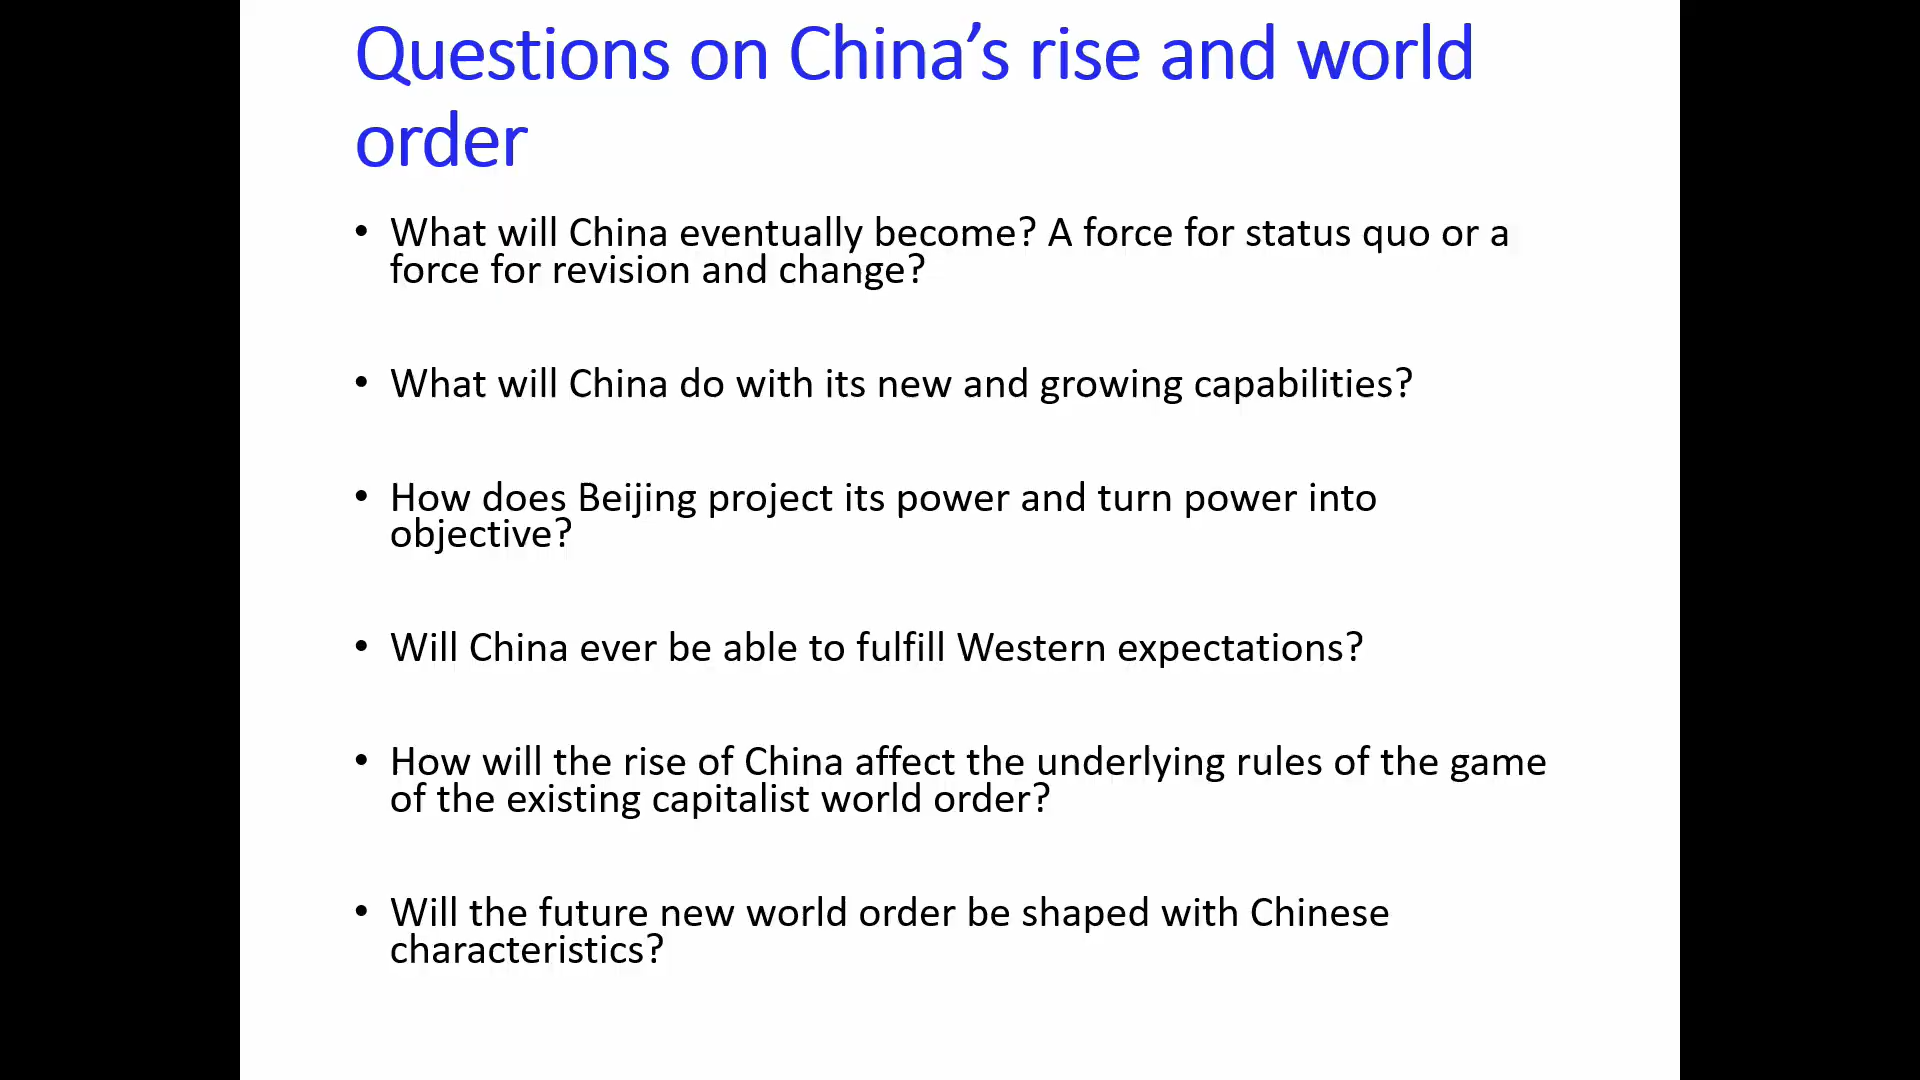 Questions on China’s rise and world
order
• What will China eventually become? A force for status quo or a
force for revision and change?
• What will China do with its new and growing capabilities?
• How does Beijing project its power and turn power into
objective?
• Will China ever be able to fulfill Western expectations?
• How will the rise of China affect the underlying rules of the game
of the existing capitalist world order?
• Will the future new world order be shaped with Chinese
characteristics?